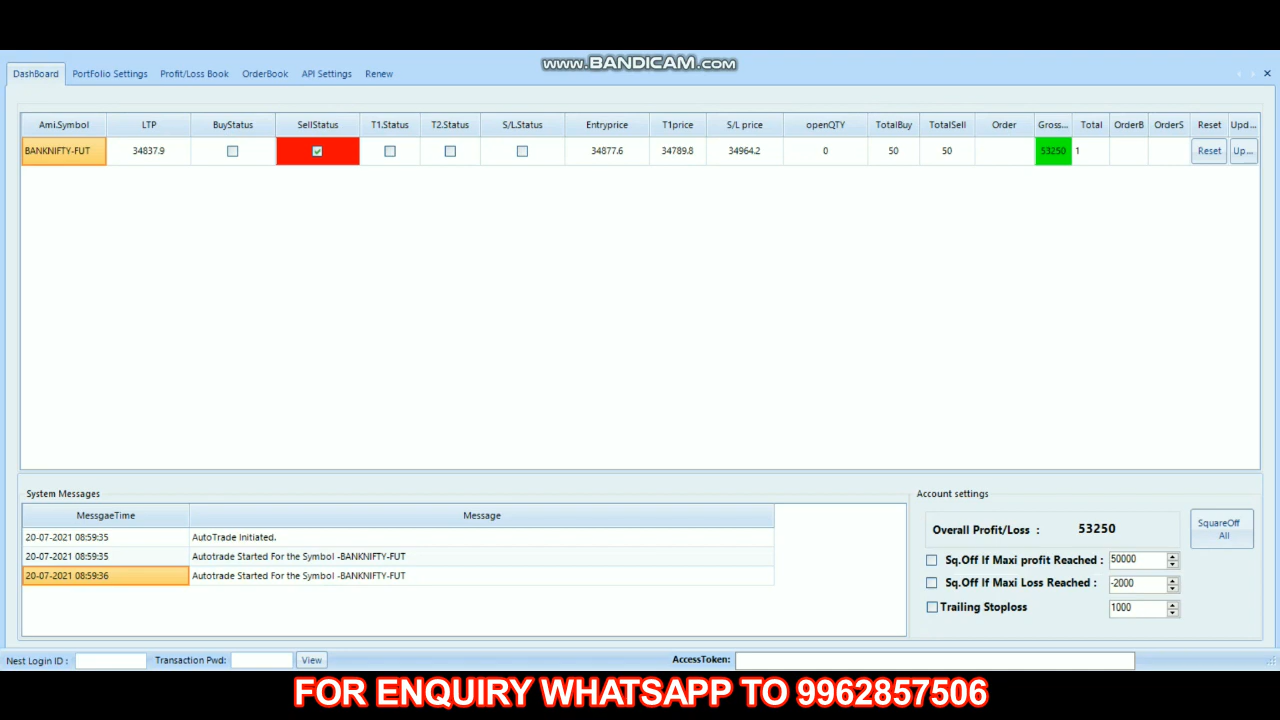 www.BANDICAM.com
DashBoard PortFolio Settings Profit/Loss Book OrderBook API Settings Renew
Ami.Symbol LTP BuyStatus SellStatus T1.Status T2.Status S/L.Status Entryprice T1price S/L price openQTY TotalBuy TotalSell Order Gross... Total OrderB OrderS Reset Upd...
BANKNIFTY-FUT 34837.9 34877.6 34789.8 34964.2 0 50 50 53250 1 Reset Up...
System Messages
MessgaeTime Message
20-07-2021 08:59:35 AutoTrade Initiated.
20-07-2021 08:59:35 Autotrade Started For the Symbol -BANKNIFTY-FUT
20-07-2021 08:59:36 Autotrade Started For the Symbol -BANKNIFTY-FUT
Account settings
Overall Profit/Loss : 53250
SquareOff
All
Sq.Off If Maxi profit Reached : 50000
Sq.Off If Maxi Loss Reached : -2000
Trailing Stoploss 1000
Nest Login ID : Transaction Pwd: View AccessToken:
FOR ENQUIRY WHATSAPP TO 9962857506